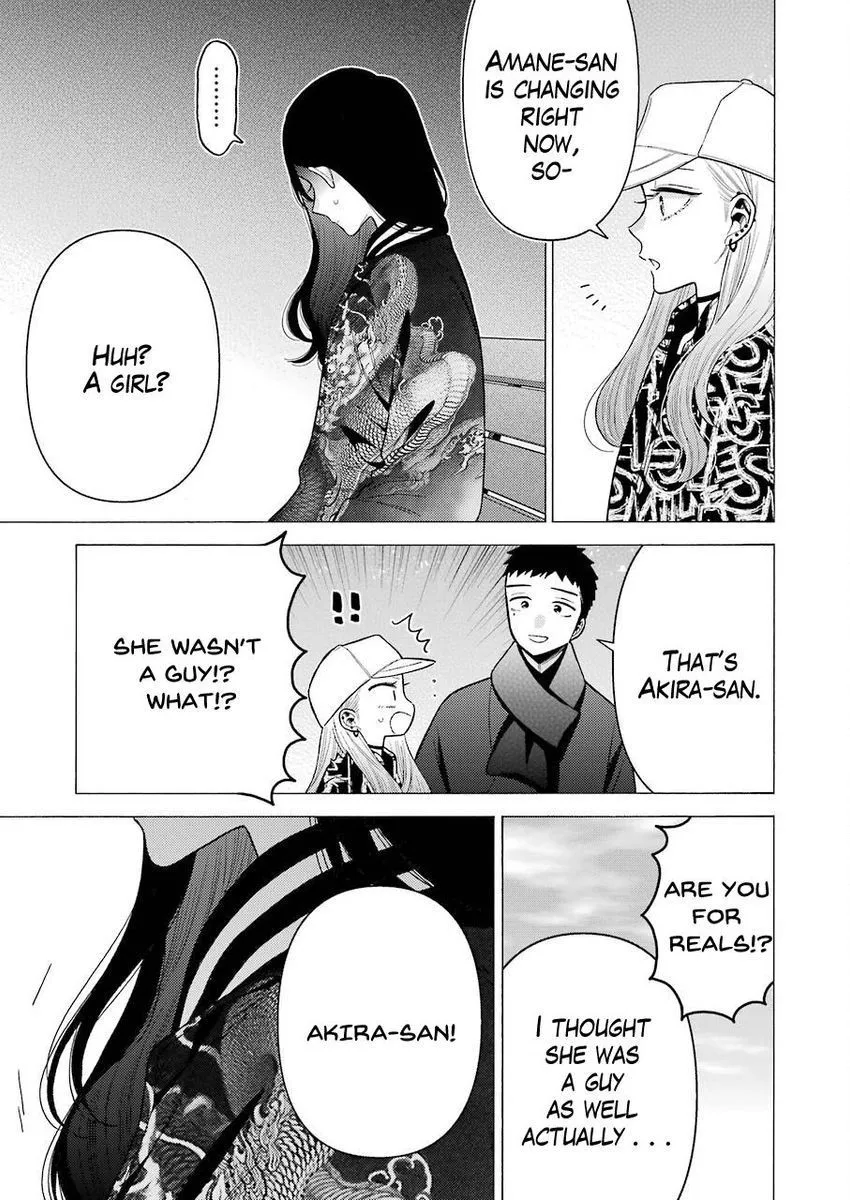 AMANE-SAN
IS CHANGING
RIGHT
NOW,
SO-
.........
HUH?
A GIRL?
THAT'S
AKIRA-SAN.
!!
SHE WASN'T
A GUY!?
WHAT!?
ARE YOU
FOR
REALS!?
I THOUGHT
SHE WAS
A GUY
AS WELL
ACTUALLY . . .
AKIRA-SAN!